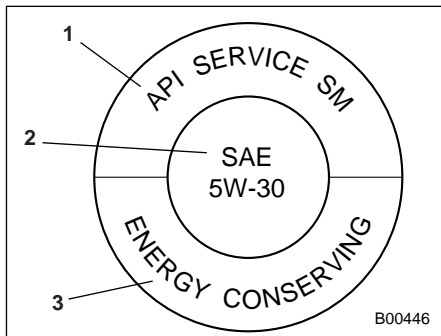 1
API SERVICE SM
2
SAE
5W-30
ENERGY CONSERVING
3
B00446